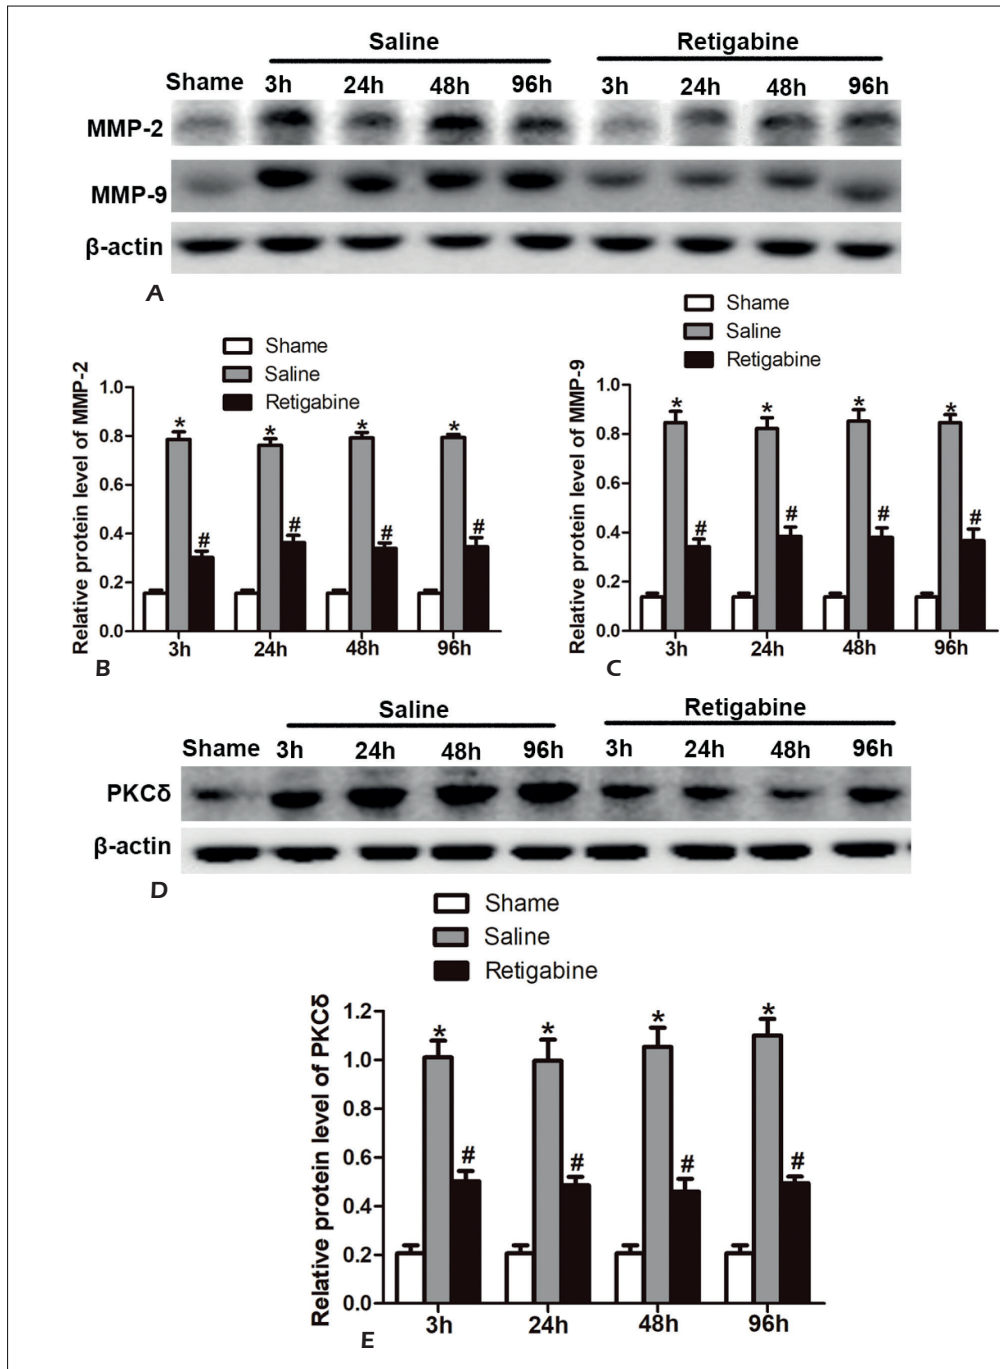 Saline Retigabine
Shame 3h 24h 48h 96h 3h 24h 48h 96h
MMP-2
MMP-9
β-actin
A
Shame
Saline
Retigabine
Relative protein level of MMP-2
1.0
0.8
0.6
0.4
0.2
0.0
* * * *
# # # #
3h 24h 48h 96h
B
Shame
Saline
Retigabine
Relative protein level of MMP-9
1.0
0.8
0.6
0.4
0.2
0.0
* * * *
# # # #
3h 24h 48h 96h
C
Saline Retigabine
Shame 3h 24h 48h 96h 3h 24h 48h 96h
PKCδ
β-actin
D
Shame
Saline
Retigabine
Relative protein level of PKCδ
1.2
1.0
0.8
0.6
0.4
0.2
0.0
* * * *
# # # #
3h 24h 48h 96h
E